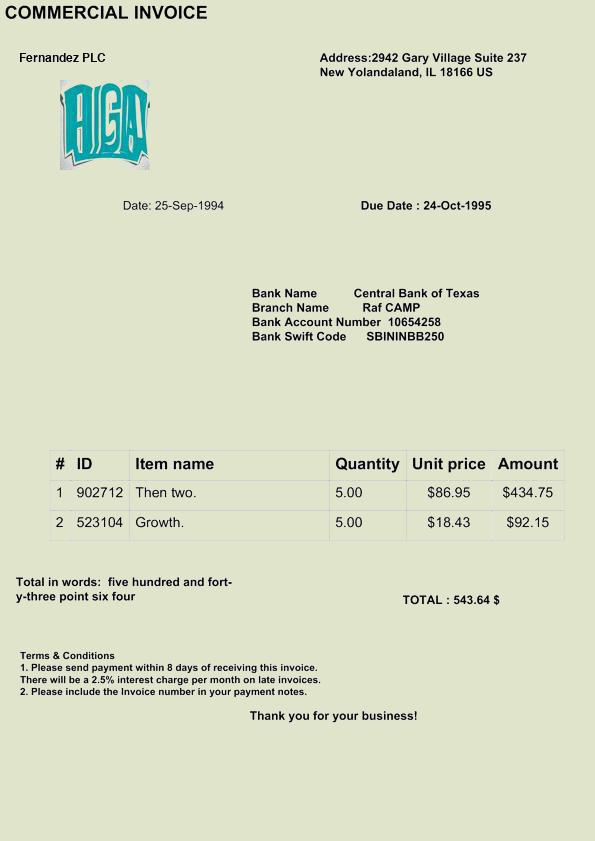 COMMERCIAL INVOICE
Fernandez PLC
Address:2942 Gary Village Suite 237
New Yolandaland, IL 18166 US
AIGA
Date: 25-Sep-1994
Due Date : 24-Oct-1995
Bank Name Central Bank of Texas
Branch Name Raf CAMP
Bank Account Number 10654258
Bank Swift Code SBININBB250
# ID Item name Quantity Unit price Amount
1 902712 Then two. 5.00 $86.95 $434.75
2 523104 Growth. 5.00 $18.43 $92.15
Total in words: five hundred and fort-
y-three point six four
TOTAL : 543.64 $
Terms & Conditions
1. Please send payment within 8 days of receiving this invoice.
There will be a 2.5% interest charge per month on late invoices.
2. Please include the Invoice number in your payment notes.
Thank you for your business!